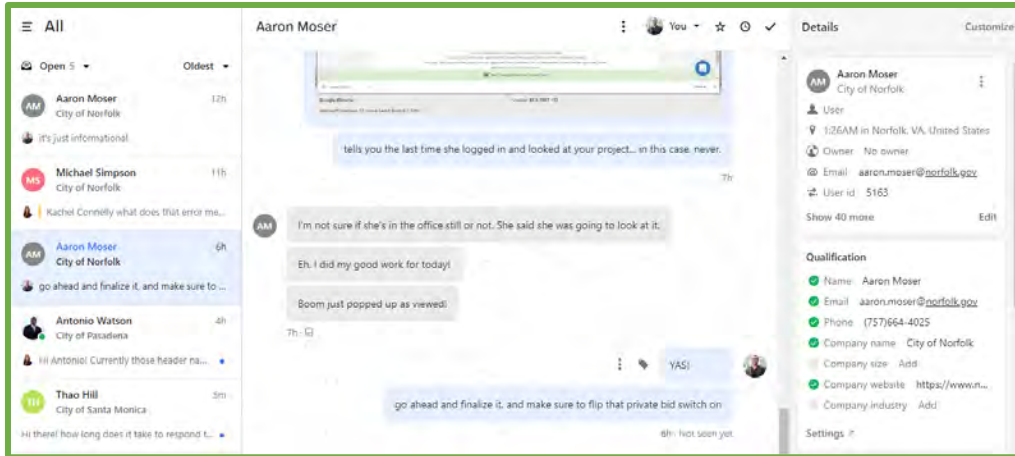 All
Open 5
Oldest
AM
Aaron Moser
12h
City of Norfolk
it's just informational.
MS
Michael Simpson
11h
City of Norfolk
Rachel Connelly what does that error me...
AM
Aaron Moser
6h
City of Norfolk
go ahead and finalize it, and make sure to ...
Antonio Watson
4h
City of Pasadena
Hi Antonio! Currently those header na...
TH
Thao Hill
3m
City of Santa Monica
Hi there! how long does it take to respond t...
Aaron Moser
You
tells you the last time she logged in and looked at your project... in this case, never.
7h
AM
I'm not sure if she's in the office still or not. She said she was going to look at it.
Eh. I did my good work for today!
Boom just popped up as viewed!
7h
YAS!
go ahead and finalize it, and make sure to flip that private bid switch on
6h · Not seen yet
Details
Customize
AM
Aaron Moser
City of Norfolk
User
1:26AM in Norfolk, VA, United States
Owner No owner
Email aaron.moser@norfolk.gov
User id 5163
Show 40 more
Edit
Qualification
Name Aaron Moser
Email aaron.moser@norfolk.gov
Phone (757)664-4025
Company name City of Norfolk
Company size Add
Company website https://www.n...
Company industry Add
Settings